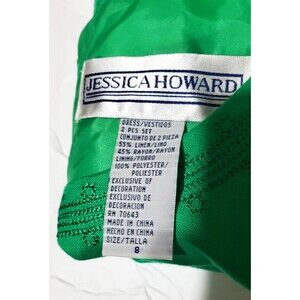 JESSICA HOWARD
DRESS/VESTIDOS
2 PCS SET
CONJUNTO DE 2 PIEZA
55% LINEN/LINO
45% RAYON/RAYON
LINING/FORRO
100% POLYESTER/
POLIESTER
EXCLUSIVE OF
DECORATION
EXCLUSIVO DE
DECORACION
RN 70643
MADE IN CHINA
HECHO EN CHINA
SIZE/TALLA
8